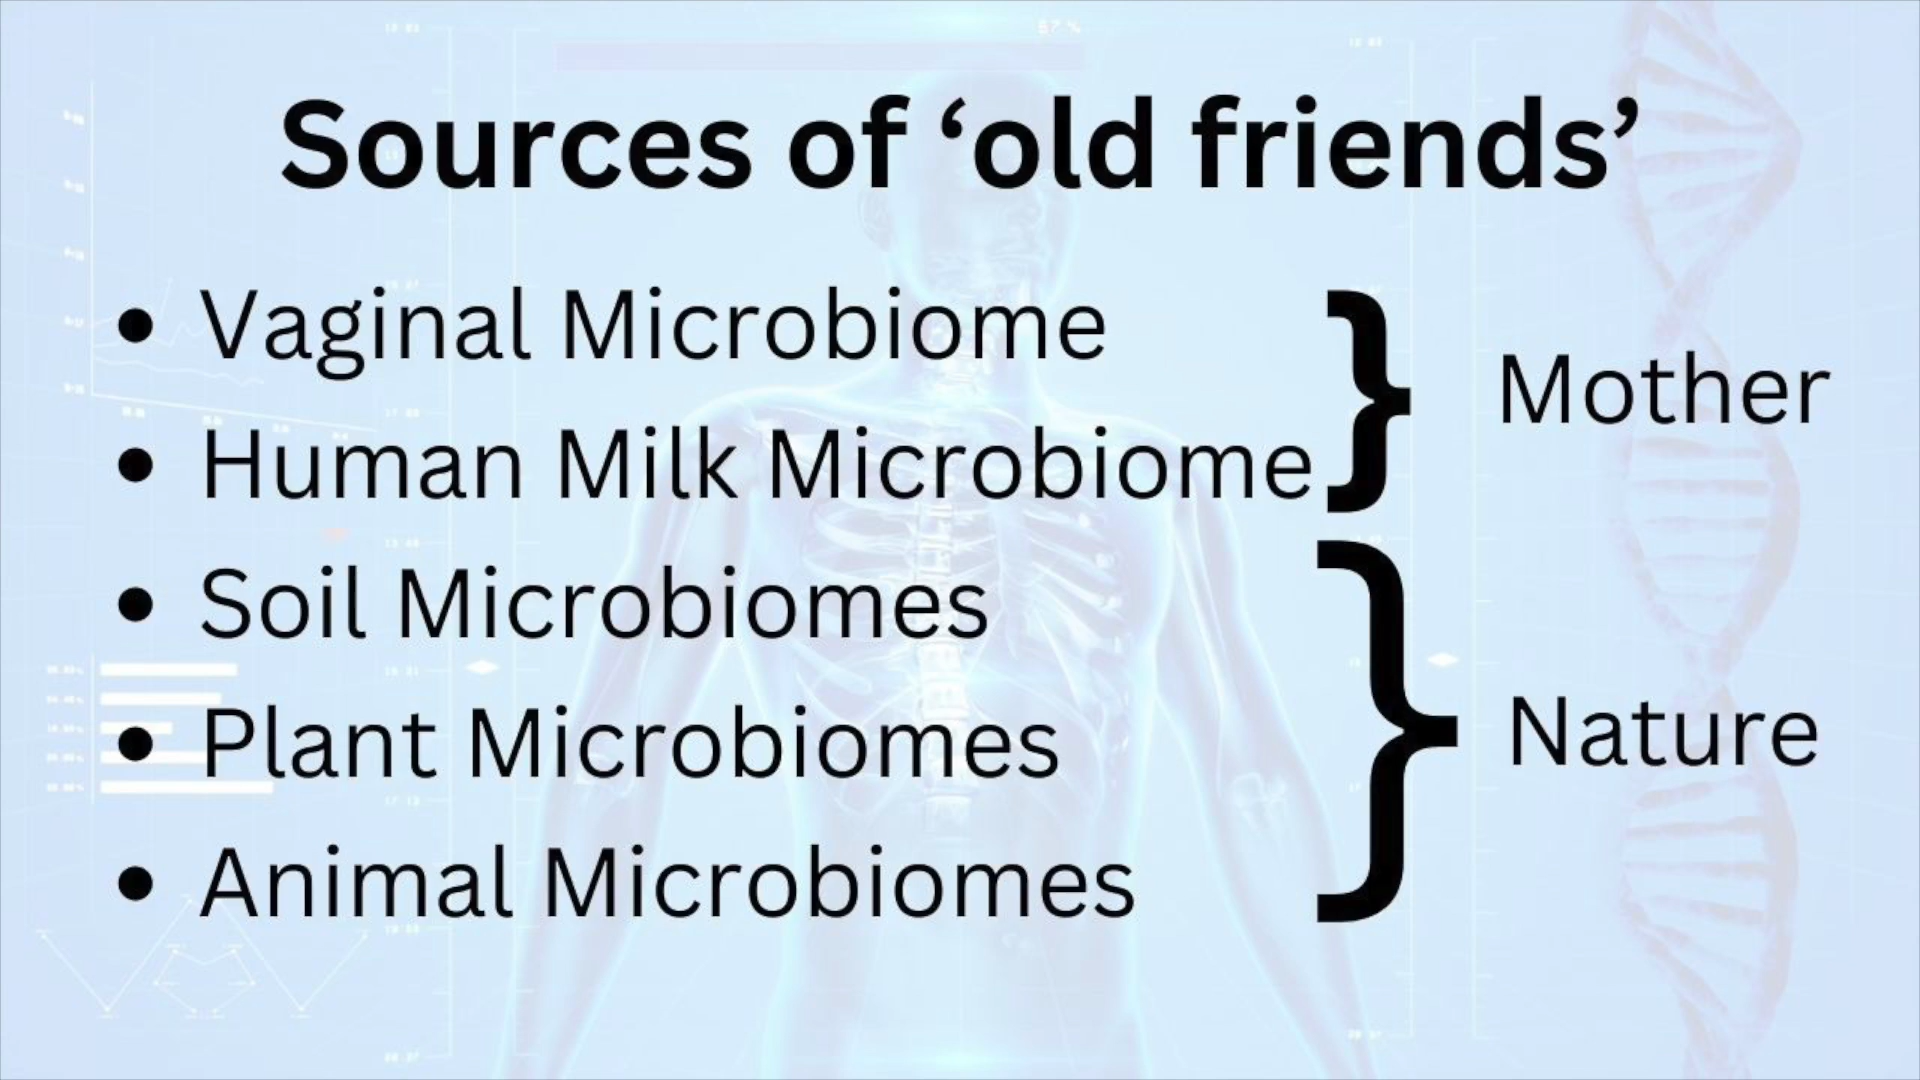 Sources of ‘old friends’
• Vaginal Microbiome
• Human Milk Microbiome
} Mother
• Soil Microbiomes
• Plant Microbiomes
• Animal Microbiomes
} Nature